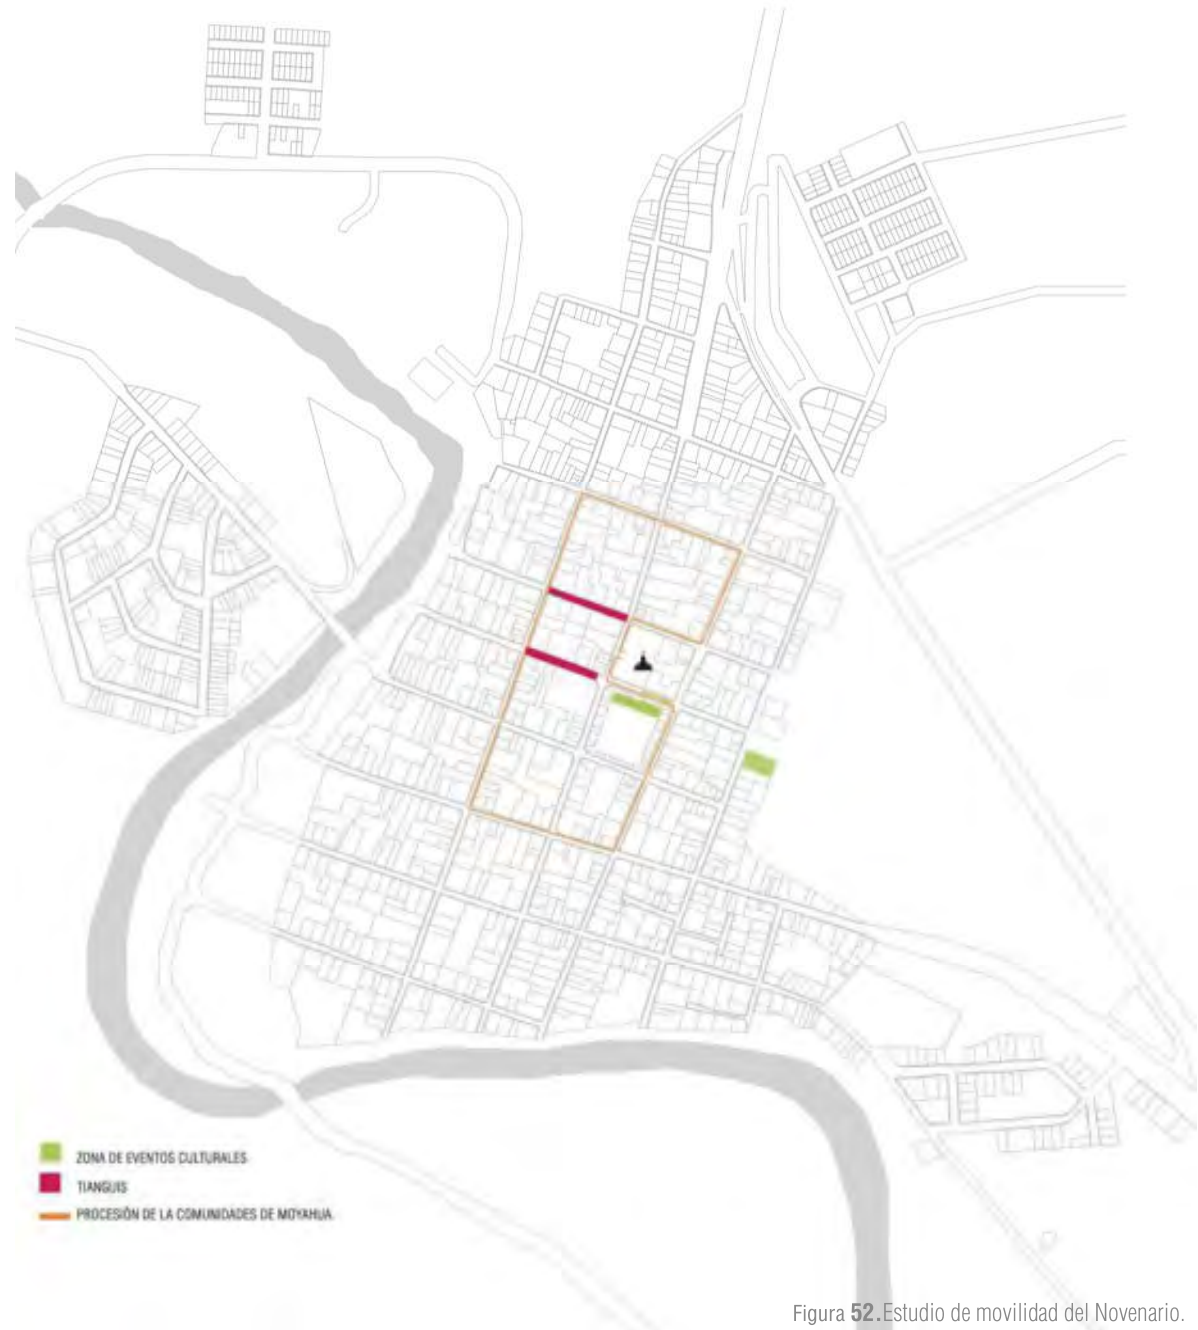 ZONA DE EVENTOS CULTURALES
TIANGUIS
PROCESIÓN DE LA COMUNIDADES DE MOYAHUA
Figura 52.Estudio de movilidad del Novenario.